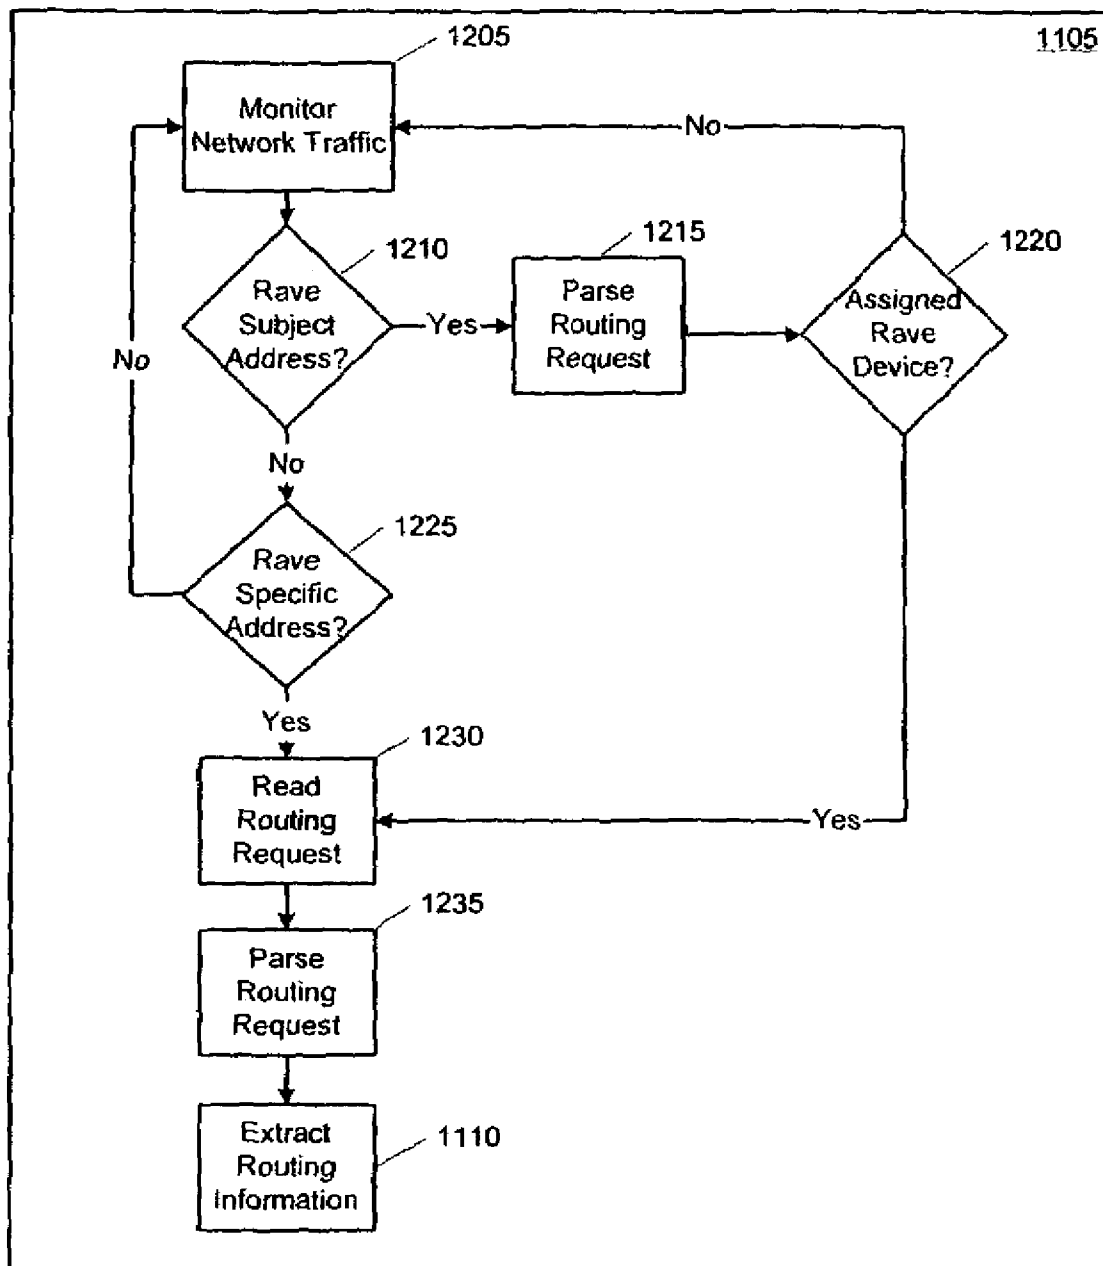 1205
1105
Monitor
Network Traffic
No
1210
Rave
Subject
Address?
Yes
1215
Parse
Routing
Request
1220
Assigned
Rave
Device?
No
No
1225
Rave
Specific
Address?
Yes
1230
Read
Routing
Request
Yes
1235
Parse
Routing
Request
1110
Extract
Routing
Information